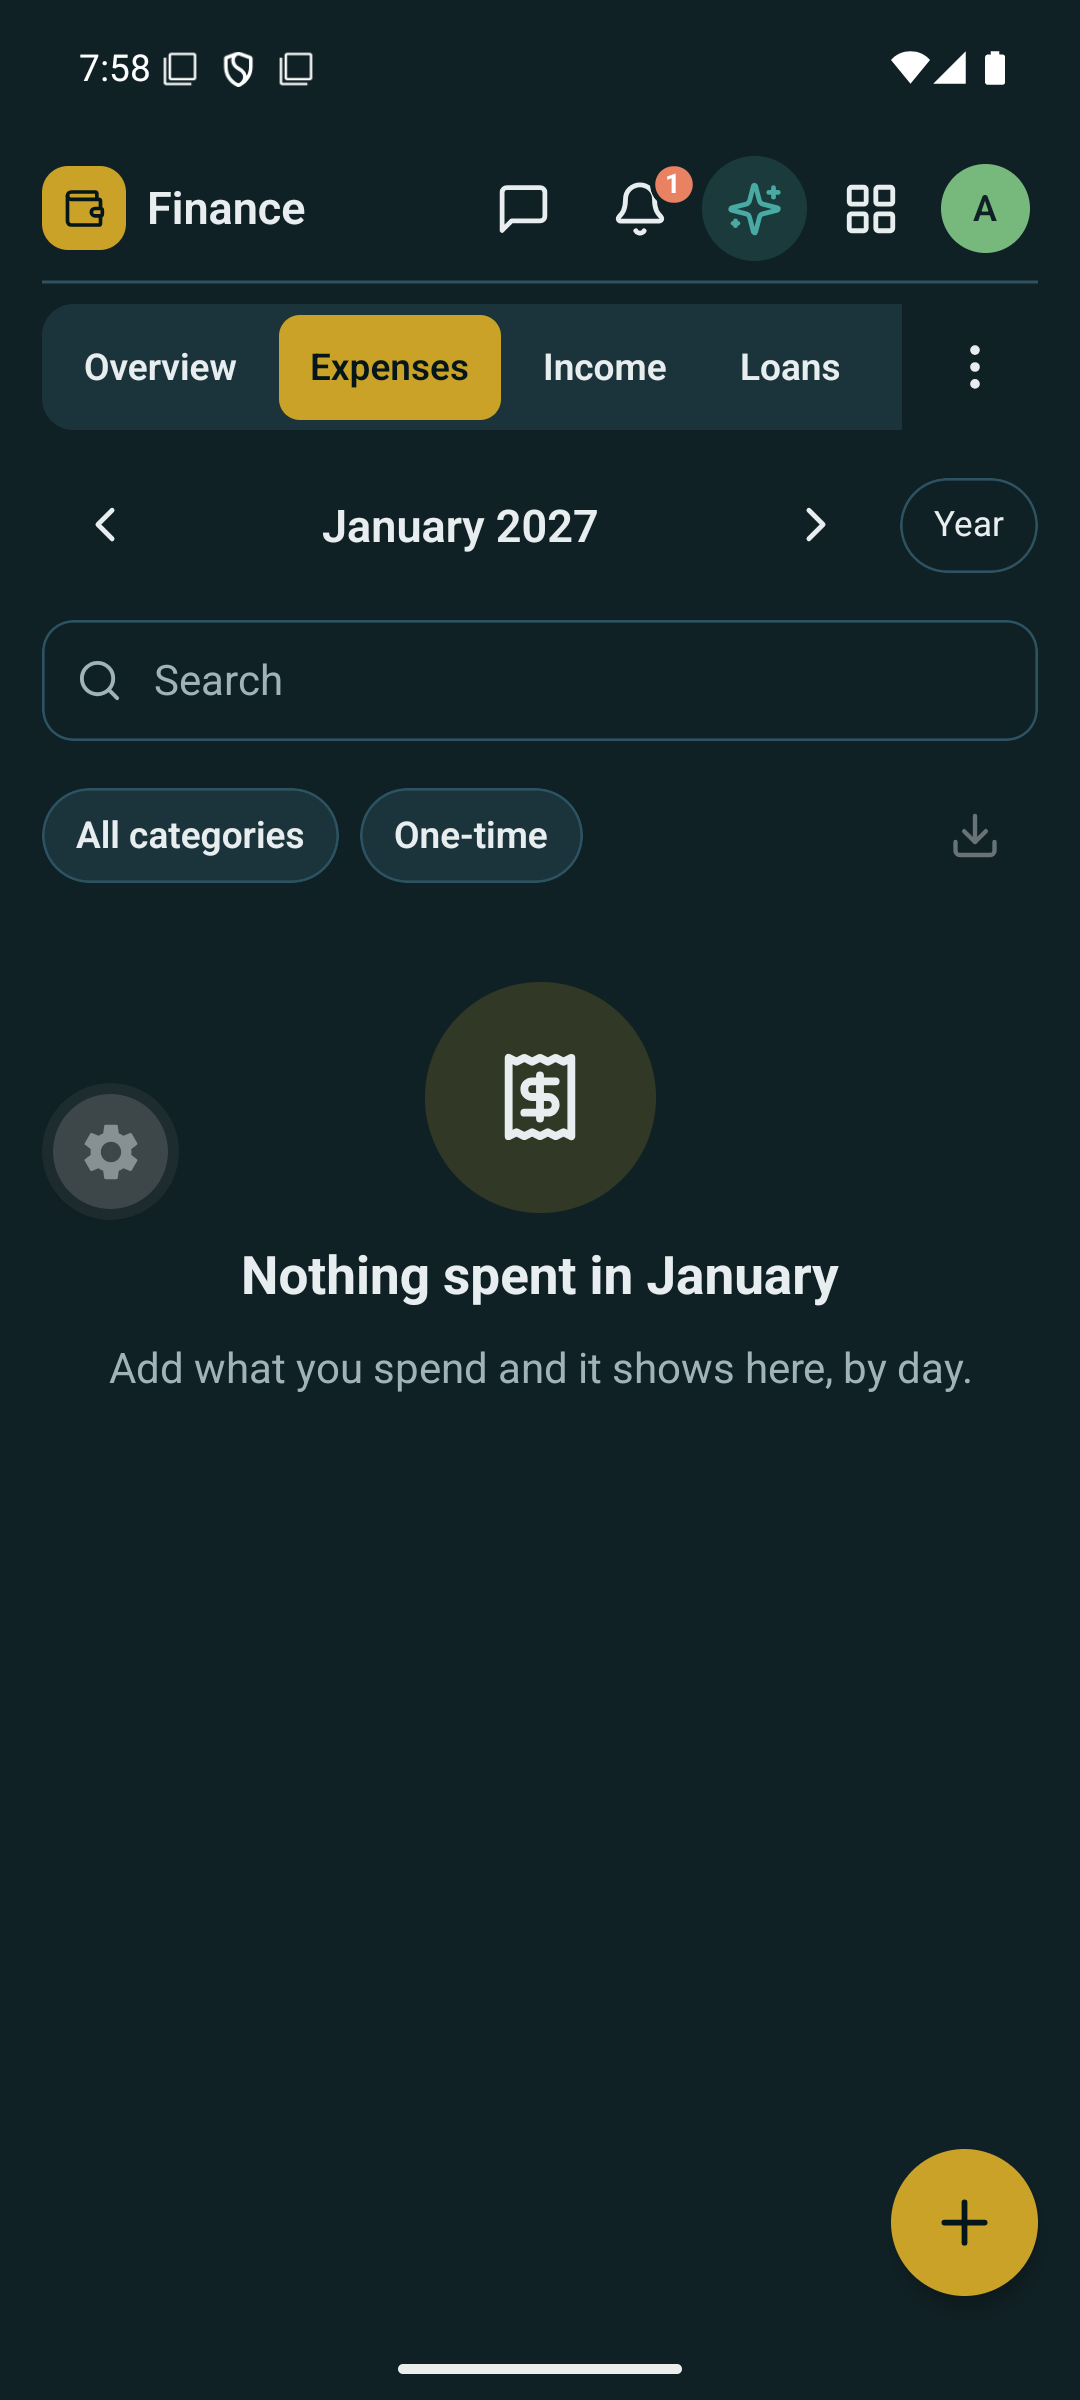 7:58
Finance
1
A
Overview
Expenses
Income
Loans
January 2027
Year
Search
All categories
One-time
Nothing spent in January
Add what you spend and it shows here, by day.